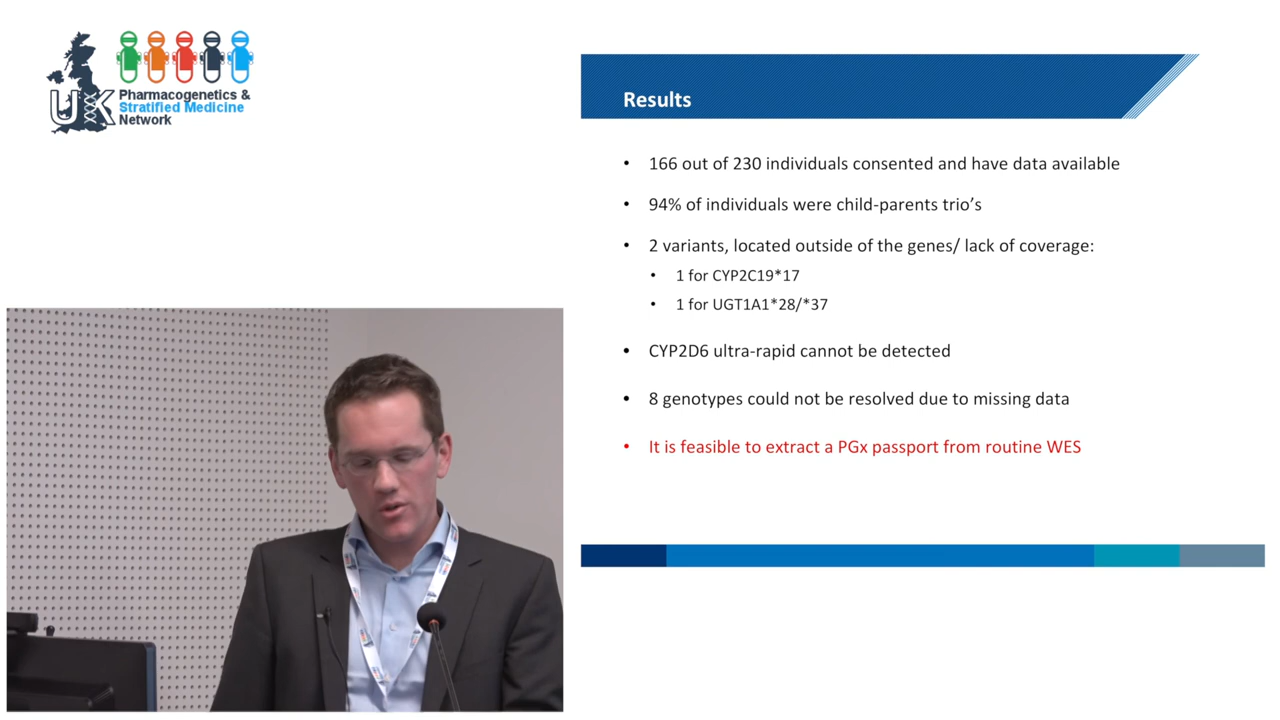 UK
Pharmacogenetics &
Stratified Medicine
Network
Results
• 166 out of 230 individuals consented and have data available
• 94% of individuals were child-parents trio's
• 2 variants, located outside of the genes/ lack of coverage:
• 1 for CYP2C19*17
• 1 for UGT1A1*28/*37
• CYP2D6 ultra-rapid cannot be detected
• 8 genotypes could not be resolved due to missing data
• It is feasible to extract a PGx passport from routine WES